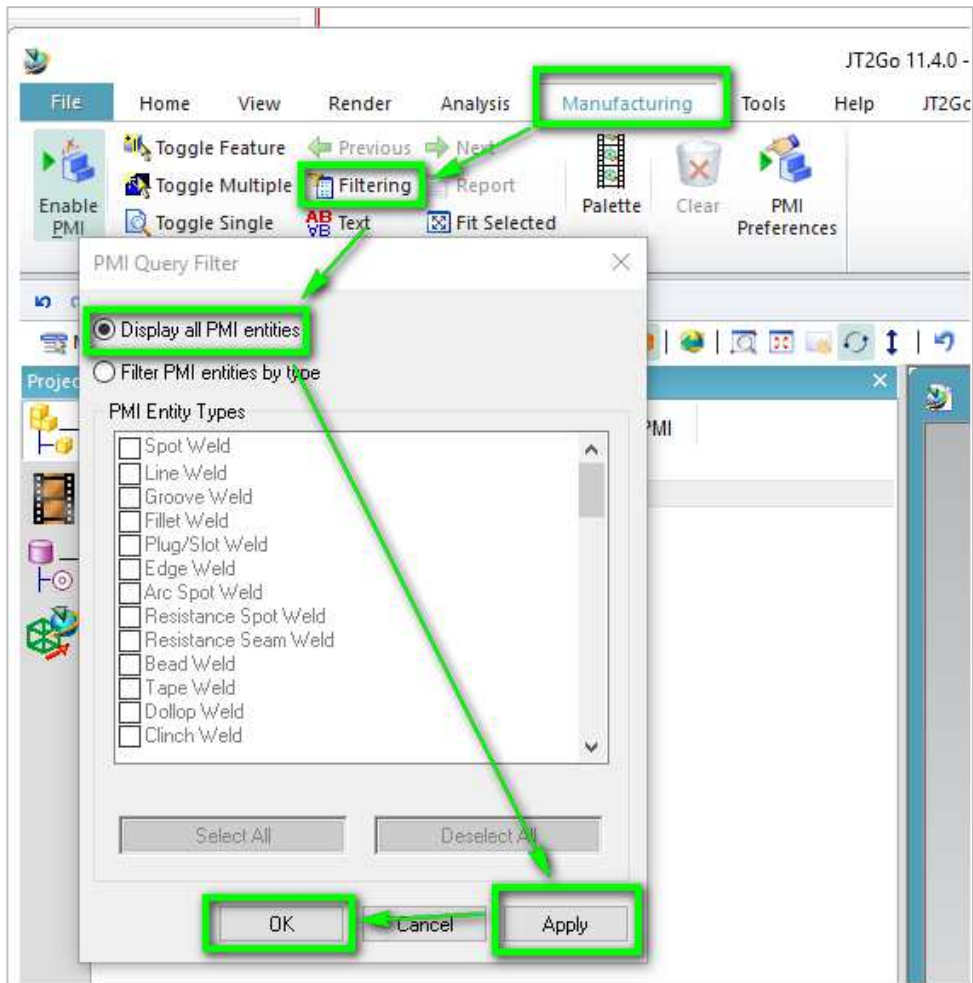 JT2Go 11.4.0 -
File Home View Render Analysis Manufacturing Tools Help JT2Go
Toggle Feature Previous Next
Toggle Multiple Filtering Report
Toggle Single AB Text Fit Selected
Enable PMI
Palette
Clear
PMI Preferences
PMI Query Filter
Display all PMI entities
Filter PMI entities by type
PMI Entity Types
Spot Weld
Line Weld
Groove Weld
Fillet Weld
Plug/Slot Weld
Edge Weld
Arc Spot Weld
Resistance Spot Weld
Resistance Seam Weld
Bead Weld
Tape Weld
Dollop Weld
Clinch Weld
Select All Deselect All
OK Cancel Apply
Projec
PMI